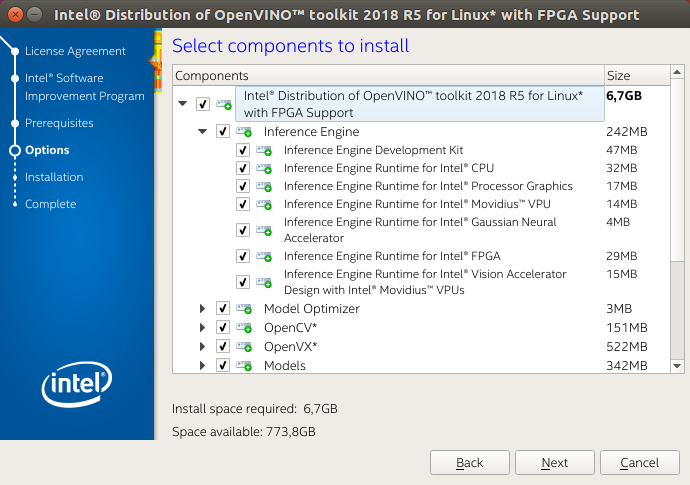 Intel® Distribution of OpenVINO™ toolkit 2018 R5 for Linux* with FPGA Support
License Agreement
Intel® Software
Improvement Program
Prerequisites
Options
Installation
Complete
intel
Select components to install
Components Size
Intel® Distribution of OpenVINO™ toolkit 2018 R5 for Linux* 6,7GB
with FPGA Support
Inference Engine 242MB
Inference Engine Development Kit 47MB
Inference Engine Runtime for Intel® CPU 32MB
Inference Engine Runtime for Intel® Processor Graphics 17MB
Inference Engine Runtime for Intel® Movidius™ VPU 14MB
Inference Engine Runtime for Intel® Gaussian Neural 4MB
Accelerator
Inference Engine Runtime for Intel® FPGA 29MB
Inference Engine Runtime for Intel® Vision Accelerator 15MB
Design with Intel® Movidius™ VPUs
Model Optimizer 3MB
OpenCV* 151MB
OpenVX* 522MB
Models 342MB
Install space required: 6,7GB
Space available: 773,8GB
Back Next Cancel